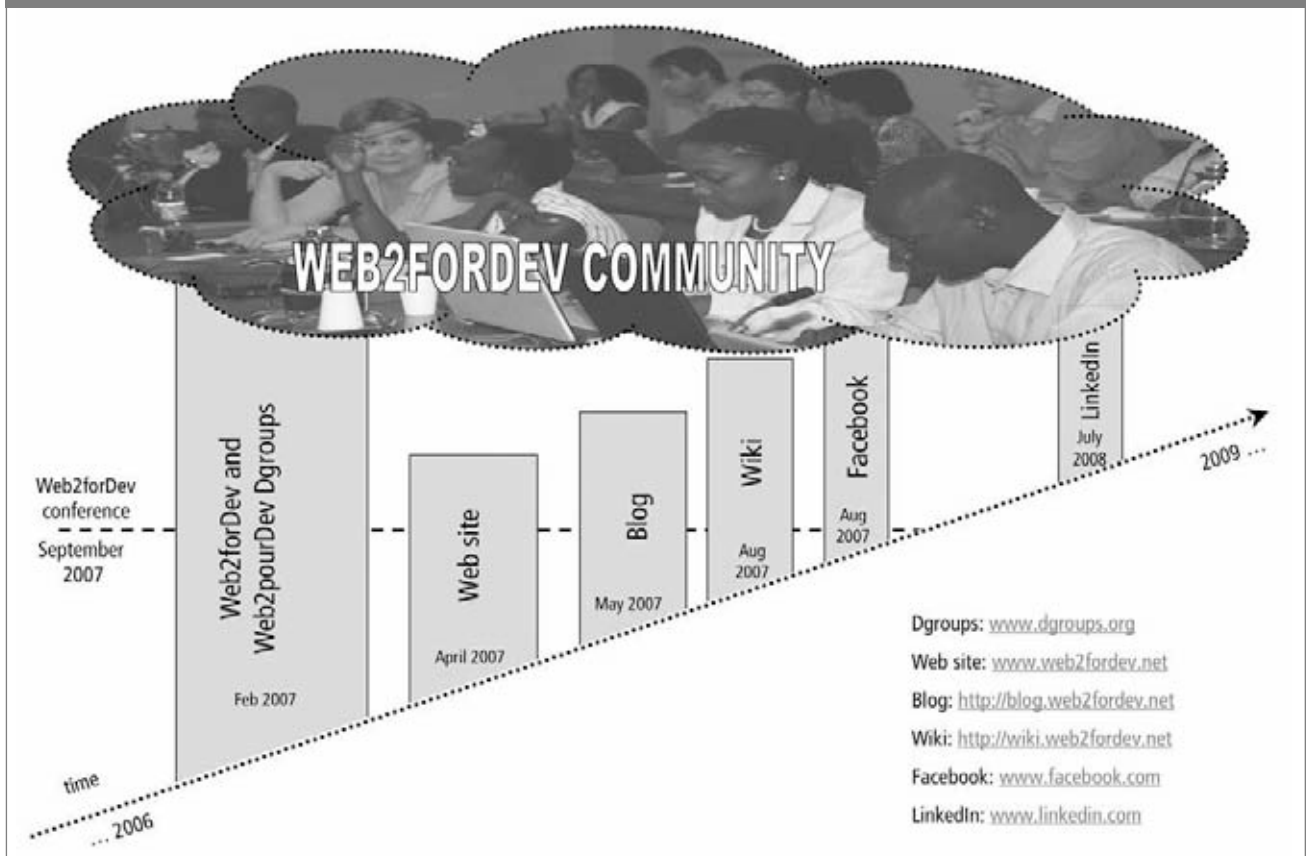 WEB2FORDEV COMMUNITY
Web2forDev
conference
September
2007
Web2forDev and
Web2pourDev Dgroups
Feb 2007
Web site
April 2007
Blog
May 2007
Wiki
Aug
2007
Facebook
Aug
2007
LinkedIn
July
2008
time
... 2006
2009 ...
Dgroups: www.dgroups.org
Web site: www.web2fordev.net
Blog: http://blog.web2fordev.net
Wiki: http://wiki.web2fordev.net
Facebook: www.facebook.com
LinkedIn: www.linkedin.com